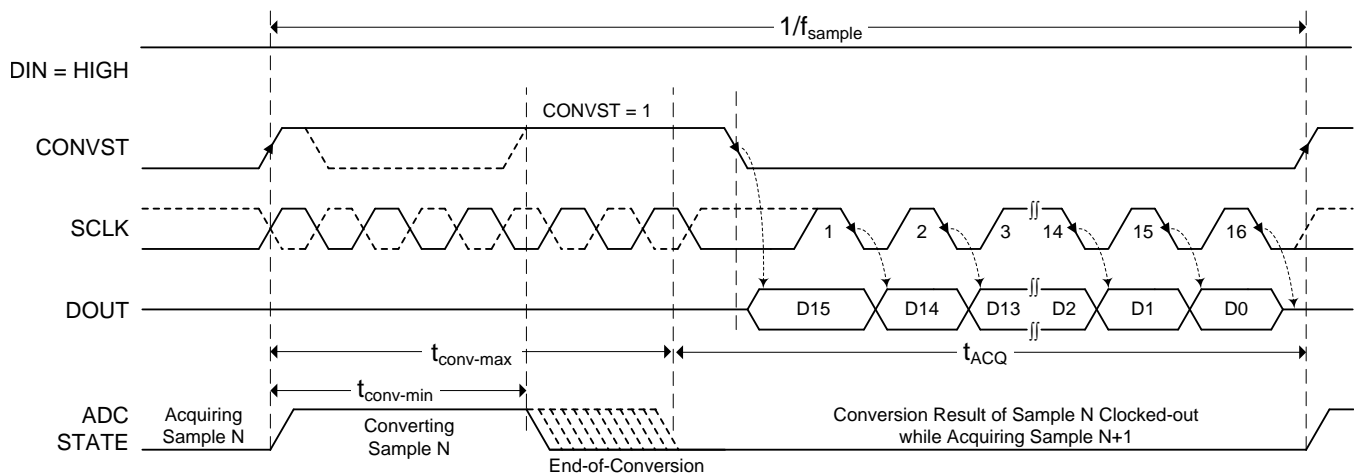 1/fsample
DIN = HIGH
CONVST = 1
CONVST
SCLK
1 2 3 14 15 16
DOUT
D15 D14 D13 D2 D1 D0
tconv-max
tACQ
tconv-min
ADC
STATE
Acquiring
Sample N
Converting
Sample N
End-of-Conversion
Conversion Result of Sample N Clocked-out
while Acquiring Sample N+1